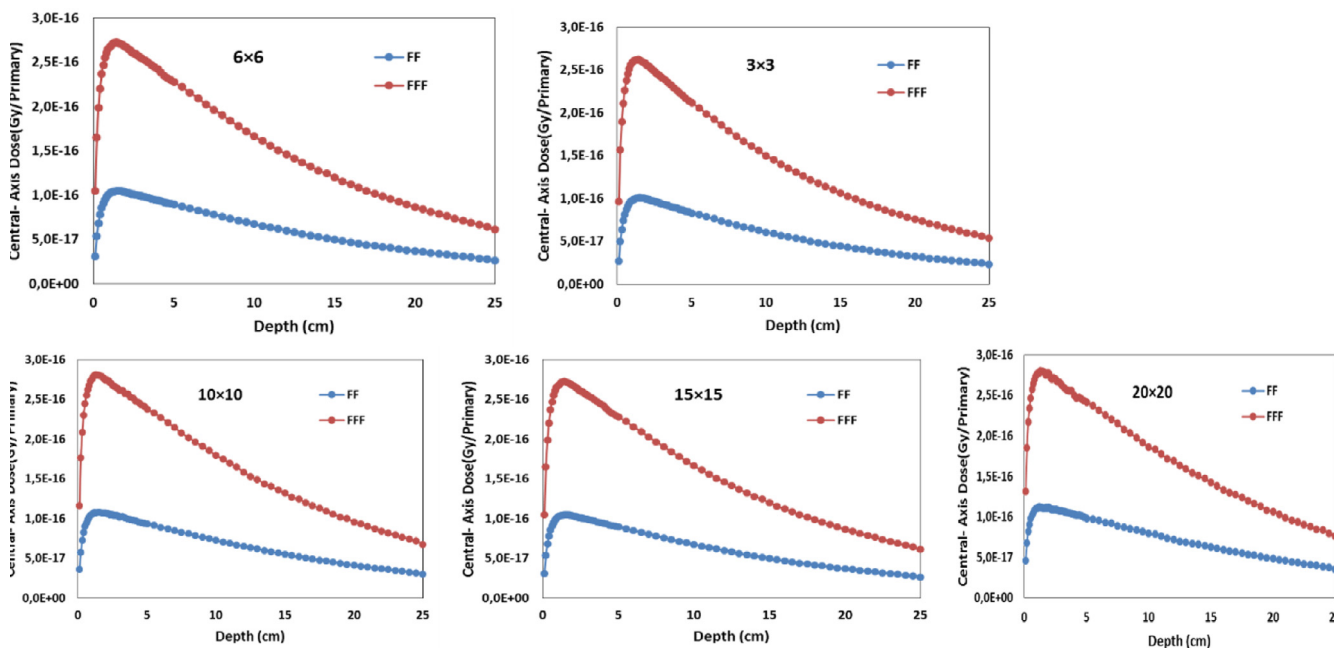 Central- Axis Dose(Gy/Primary)
3,0E-16
2,5E-16
2,0E-16
1,5E-16
1,0E-16
5,0E-17
0,0E+00
6×6
FF
FFF
0 5 10 15 20 25
Depth (cm)
Central- Axis Dose(Gy/Primary)
3,0E-16
2,5E-16
2,0E-16
1,5E-16
1,0E-16
5,0E-17
0,0E+00
3×3
FF
FFF
0 5 10 15 20 25
Depth (cm)
Central- Axis Dose(Gy/Primary)
3,0E-16
2,5E-16
2,0E-16
1,5E-16
1,0E-16
5,0E-17
0,0E+00
10×10
FF
FFF
0 5 10 15 20 25
Depth (cm)
Central- Axis Dose(Gy/Primary)
3,0E-16
2,5E-16
2,0E-16
1,5E-16
1,0E-16
5,0E-17
0,0E+00
15×15
FF
FFF
0 5 10 15 20 25
Depth (cm)
Central- Axis Dose(Gy/Primary)
3,0E-16
2,5E-16
2,0E-16
1,5E-16
1,0E-16
5,0E-17
0,0E+00
20×20
FF
FFF
0 5 10 15 20 25
Depth (cm)